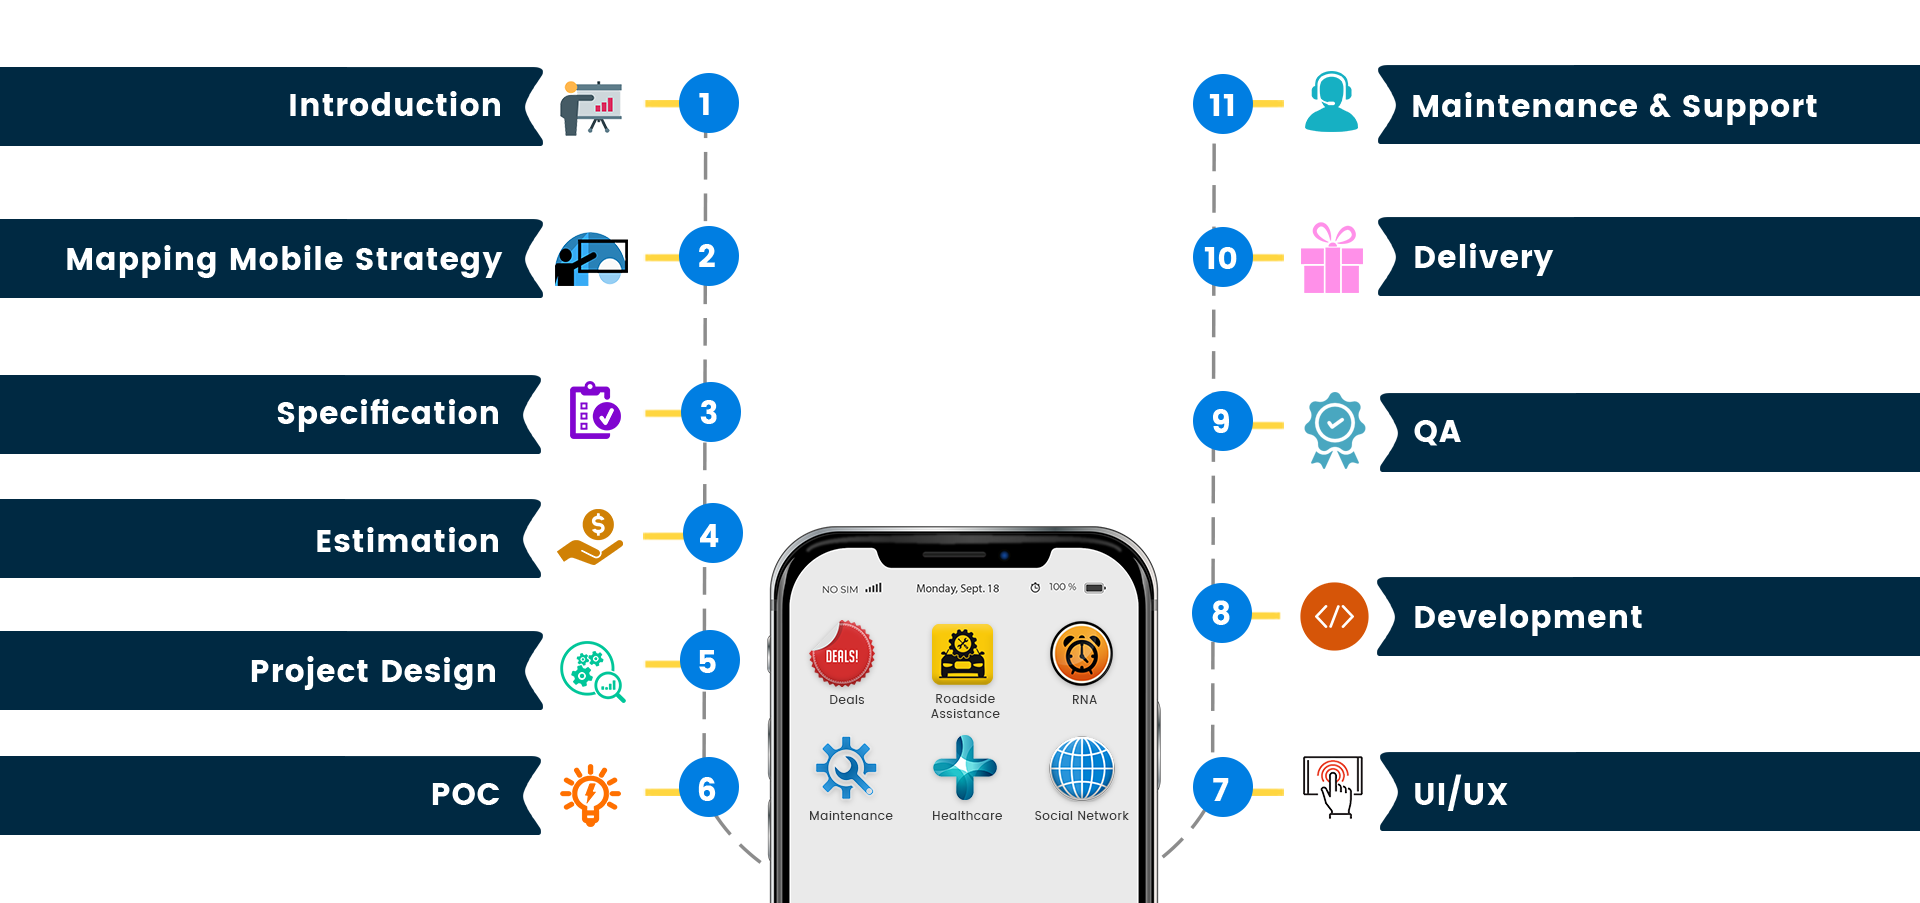 Introduction
1
Mapping Mobile Strategy
2
Specification
3
Estimation
4
Project Design
5
POC
6
11
Maintenance & Support
10
Delivery
9
QA
8
Development
7
UI/UX
NO SIM
Monday, Sept. 18
100 %
DEALS!
Deals
Roadside
Assistance
RNA
Maintenance
Healthcare
Social Network
$
</>